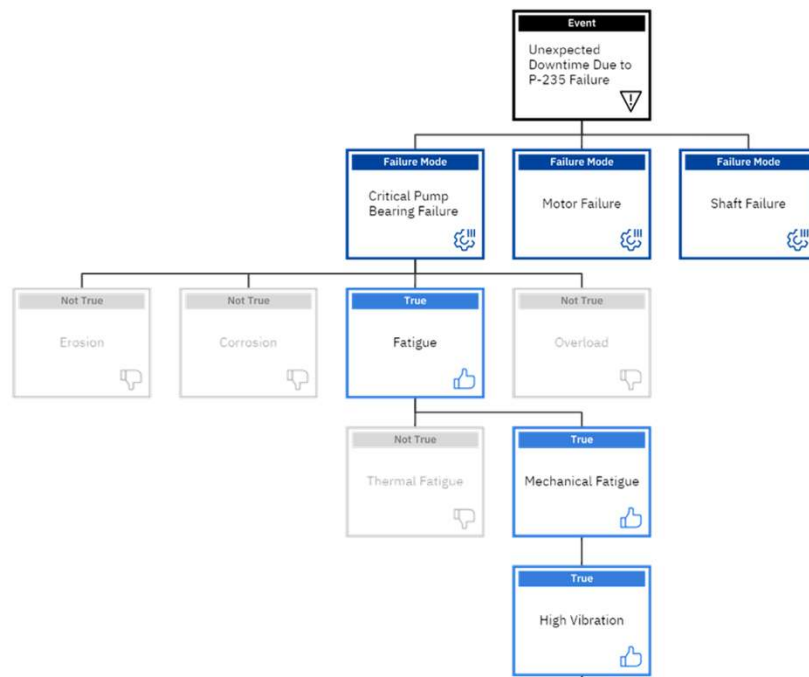 Event
Unexpected
Downtime Due to
P-235 Failure
Failure Mode
Failure Mode
Failure Mode
Critical Pump
Bearing Failure
Motor Failure
Shaft Failure
Not True
Not True
True
Not True
Erosion
Corrosion
Fatigue
Overload
Not True
True
Thermal Fatigue
Mechanical Fatigue
True
High Vibration